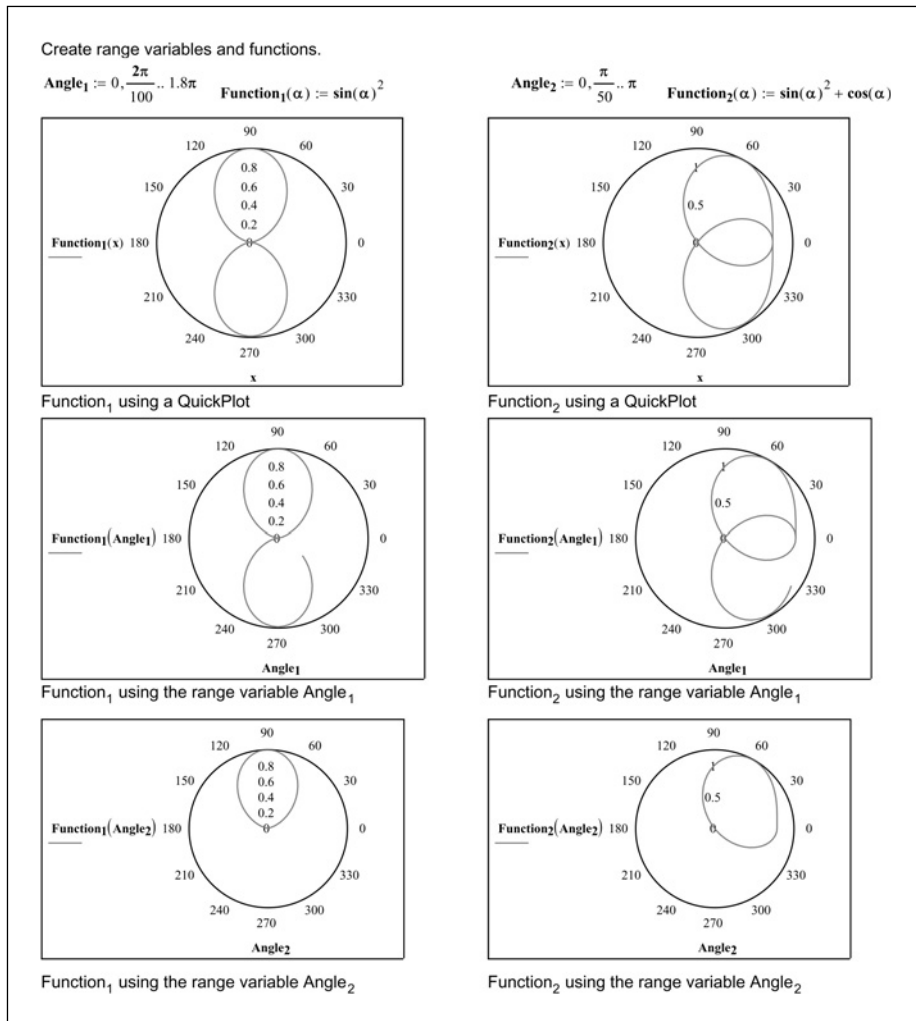 Create range variables and functions.
Angle₁ := 0, 2π/100 .. 1.8π
Function₁(α) := sin(α)²
Angle₂ := 0, π/50 .. π
Function₂(α) := sin(α)² + cos(α)
90
120 60
0.8
150 0.6 30
0.4
0.2
Function₁(x) 180 0 0
210 330
240 300
270
x
Function₁ using a QuickPlot
90
120 60
1
150 30
0.5
Function₂(x) 180 0 0
210 330
240 300
270
x
Function₂ using a QuickPlot
90
120 60
0.8
150 0.6 30
0.4
0.2
Function₁(Angle₁) 180 0 0
210 330
240 300
270
Angle₁
Function₁ using the range variable Angle₁
90
120 60
1
150 30
0.5
Function₂(Angle₁) 180 0 0
210 330
240 300
270
Angle₁
Function₂ using the range variable Angle₁
90
120 60
0.8
150 0.6 30
0.4
0.2
Function₁(Angle₂) 180 0 0
210 330
240 300
270
Angle₂
Function₁ using the range variable Angle₂
90
120 60
1
150 30
0.5
Function₂(Angle₂) 180 0 0
210 330
240 300
270
Angle₂
Function₂ using the range variable Angle₂